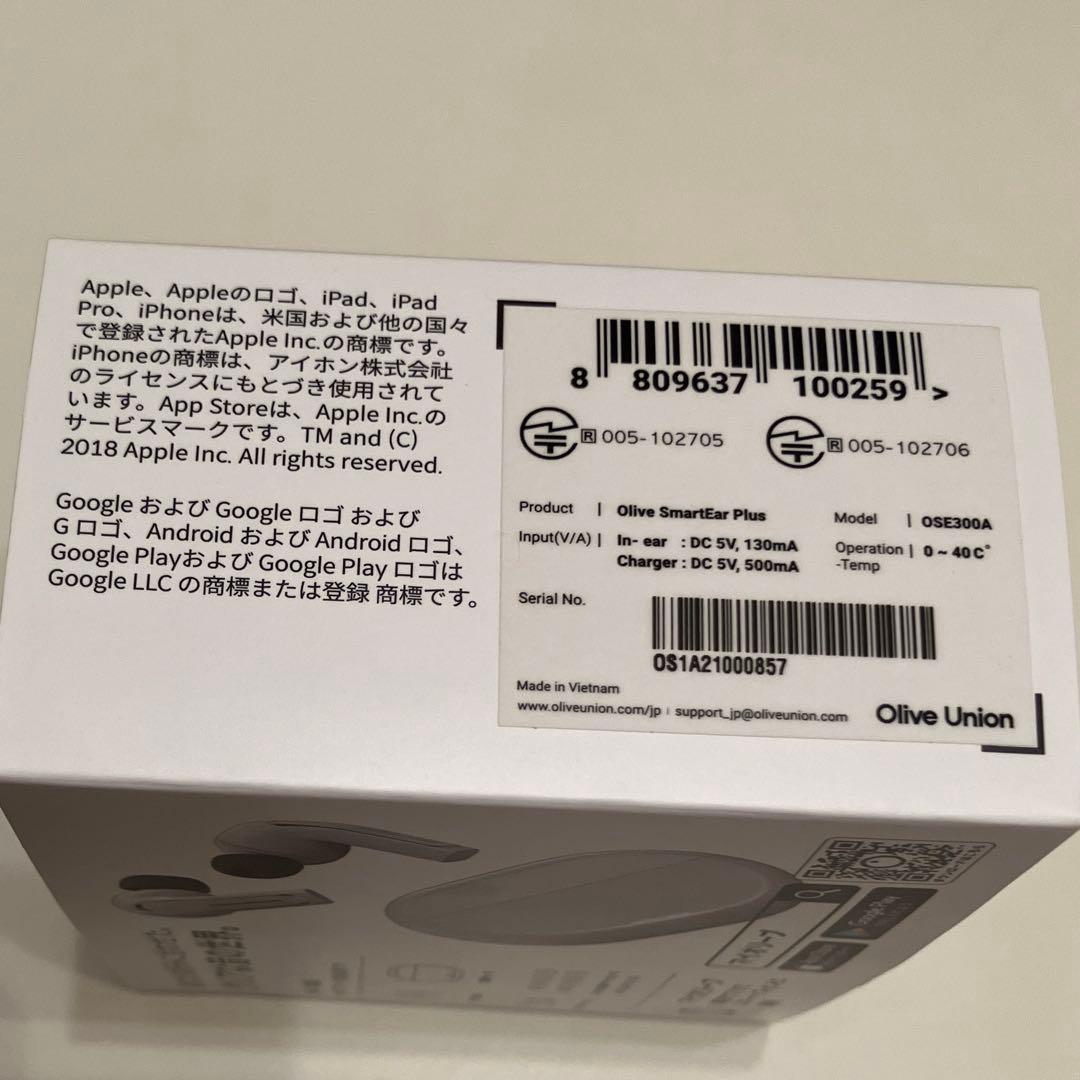 Apple、Appleのロゴ、iPad、iPad
Pro、iPhoneは、米国および他の国々
で登録されたApple Inc.の商標です。
iPhoneの商標は、アイホン株式会社
のライセンスにもとづき使用されて
います。App Storeは、Apple Inc.の
サービスマークです。TM and (C)
2018 Apple Inc. All rights reserved.
Google および Google ロゴ および
G ロゴ、Android および Android ロゴ、
Google Playおよび Google Play ロゴは
Google LLC の商標または登録 商標です。
8 809637 100259 >
R 005-102705
R 005-102706
Product | Olive SmartEar Plus
Model | OSE300A
Input(V/A) | In- ear : DC 5V, 130mA
Charger : DC 5V, 500mA
Operation | 0 ~ 40 C°
-Temp
Serial No.
OS1A21000857
Made in Vietnam
www.oliveunion.com/jp | support_jp@oliveunion.com
Olive Union
Google Play
マイオリーブ